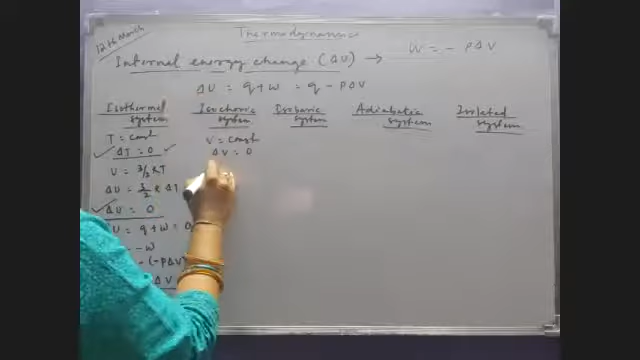 12th March
Thermodynamics
Internal energy change (ΔU) →
W = - PΔV
ΔU = q+W = q - PΔV
Isothermal system
T = const
ΔT = 0
U = 3/2 RT
ΔU = 3/2 R ΔT
ΔU = 0
U = q + W = 0
- W
- (-PΔV)
ΔV
Isochoric system
V = const
ΔV = 0
Isobaric system
Adiabatic system
Isolated system